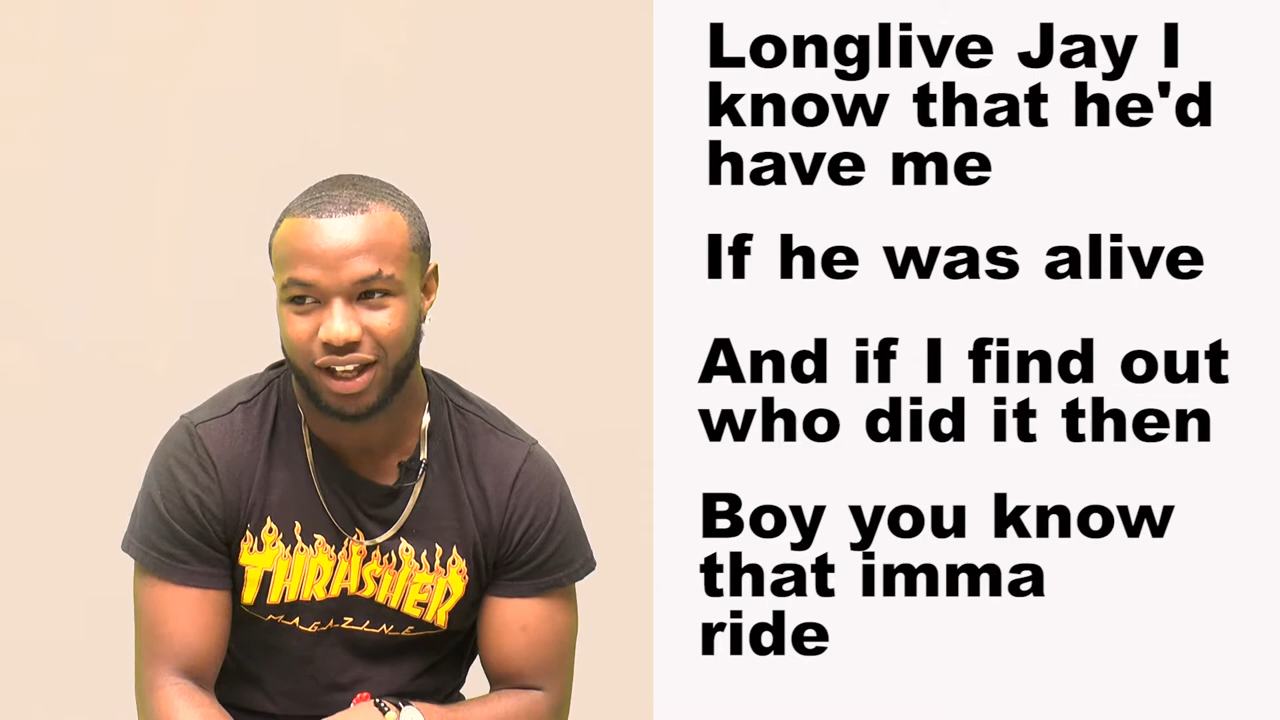 Longlive Jay I
know that he'd
have me
If he was alive
And if I find out
who did it then
Boy you know
that imma
ride
THRASHER
MAGAZINE